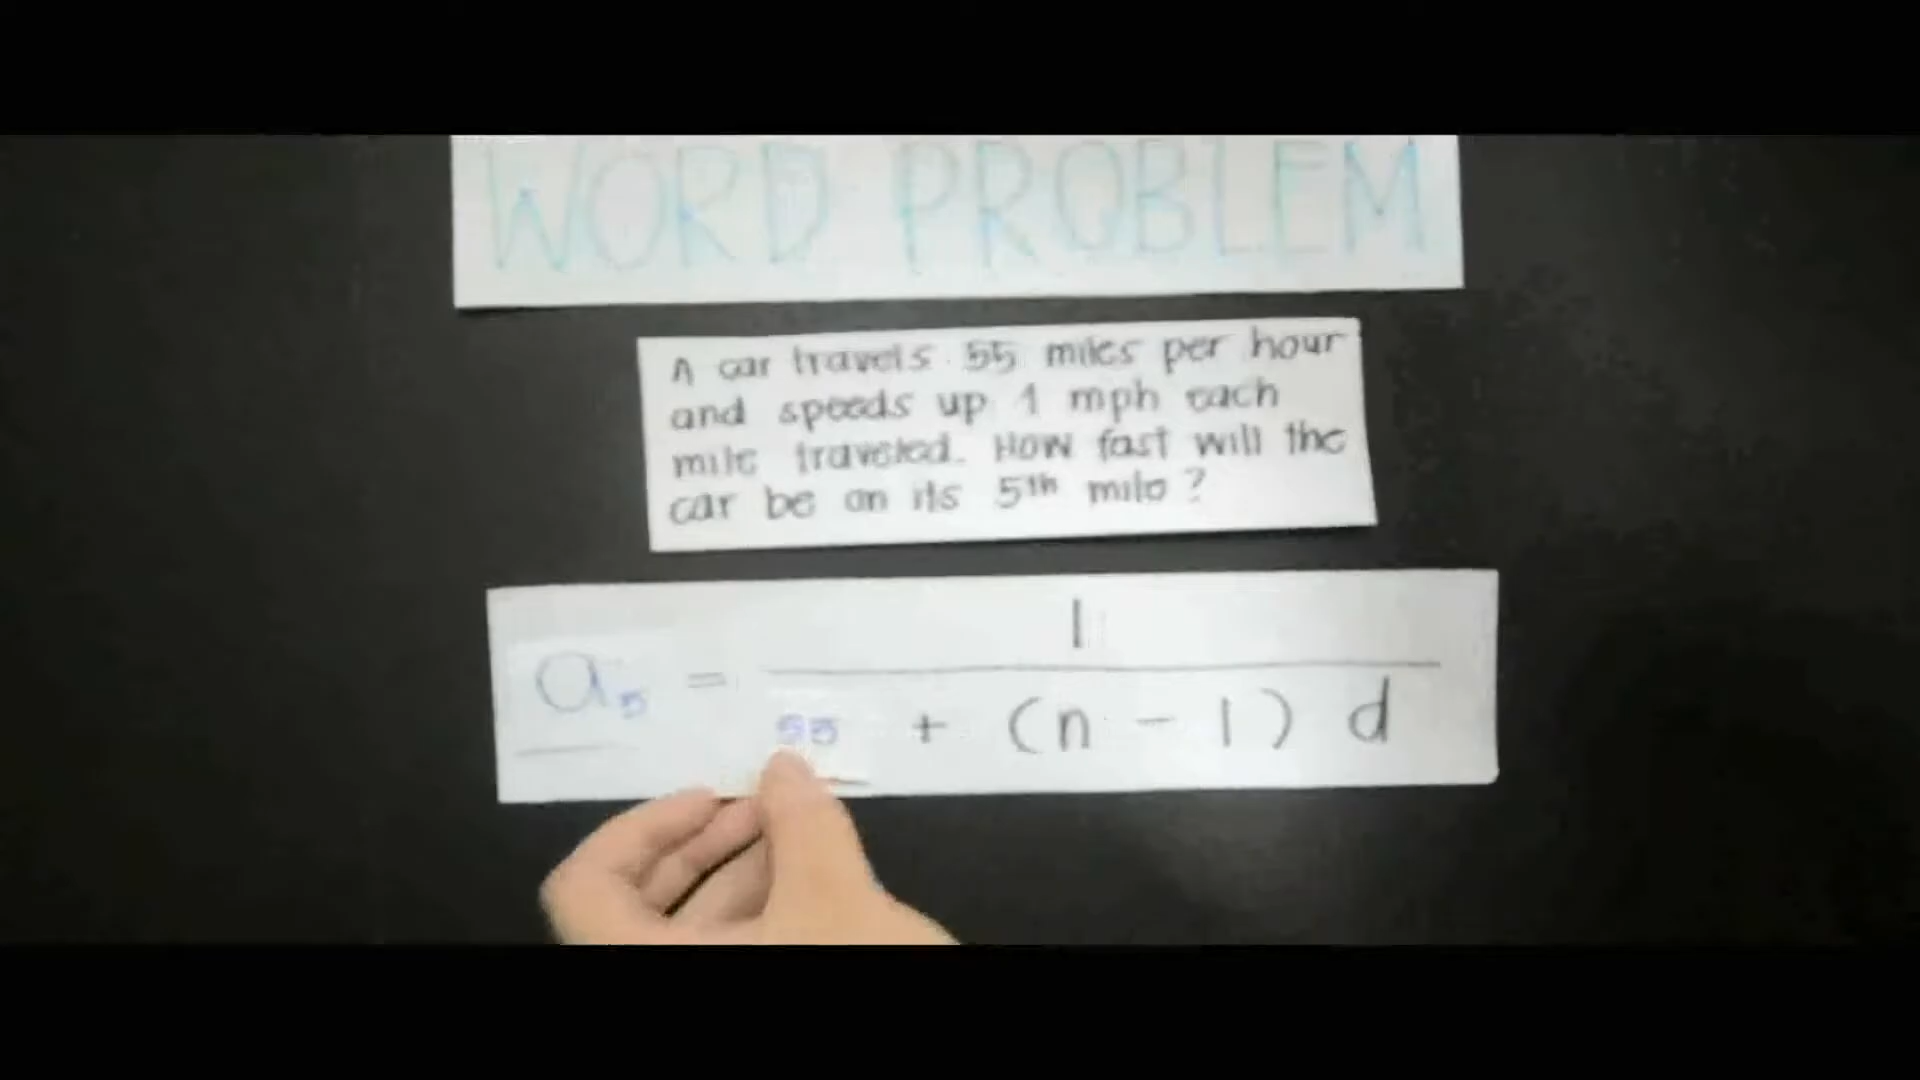 WORD PROBLEM
A car travels 55 miles per hour
and speeds up 1 mph each
mile traveled. How fast will the
car be on its 5th mile?
a5 = 1
55 + (n - 1) d